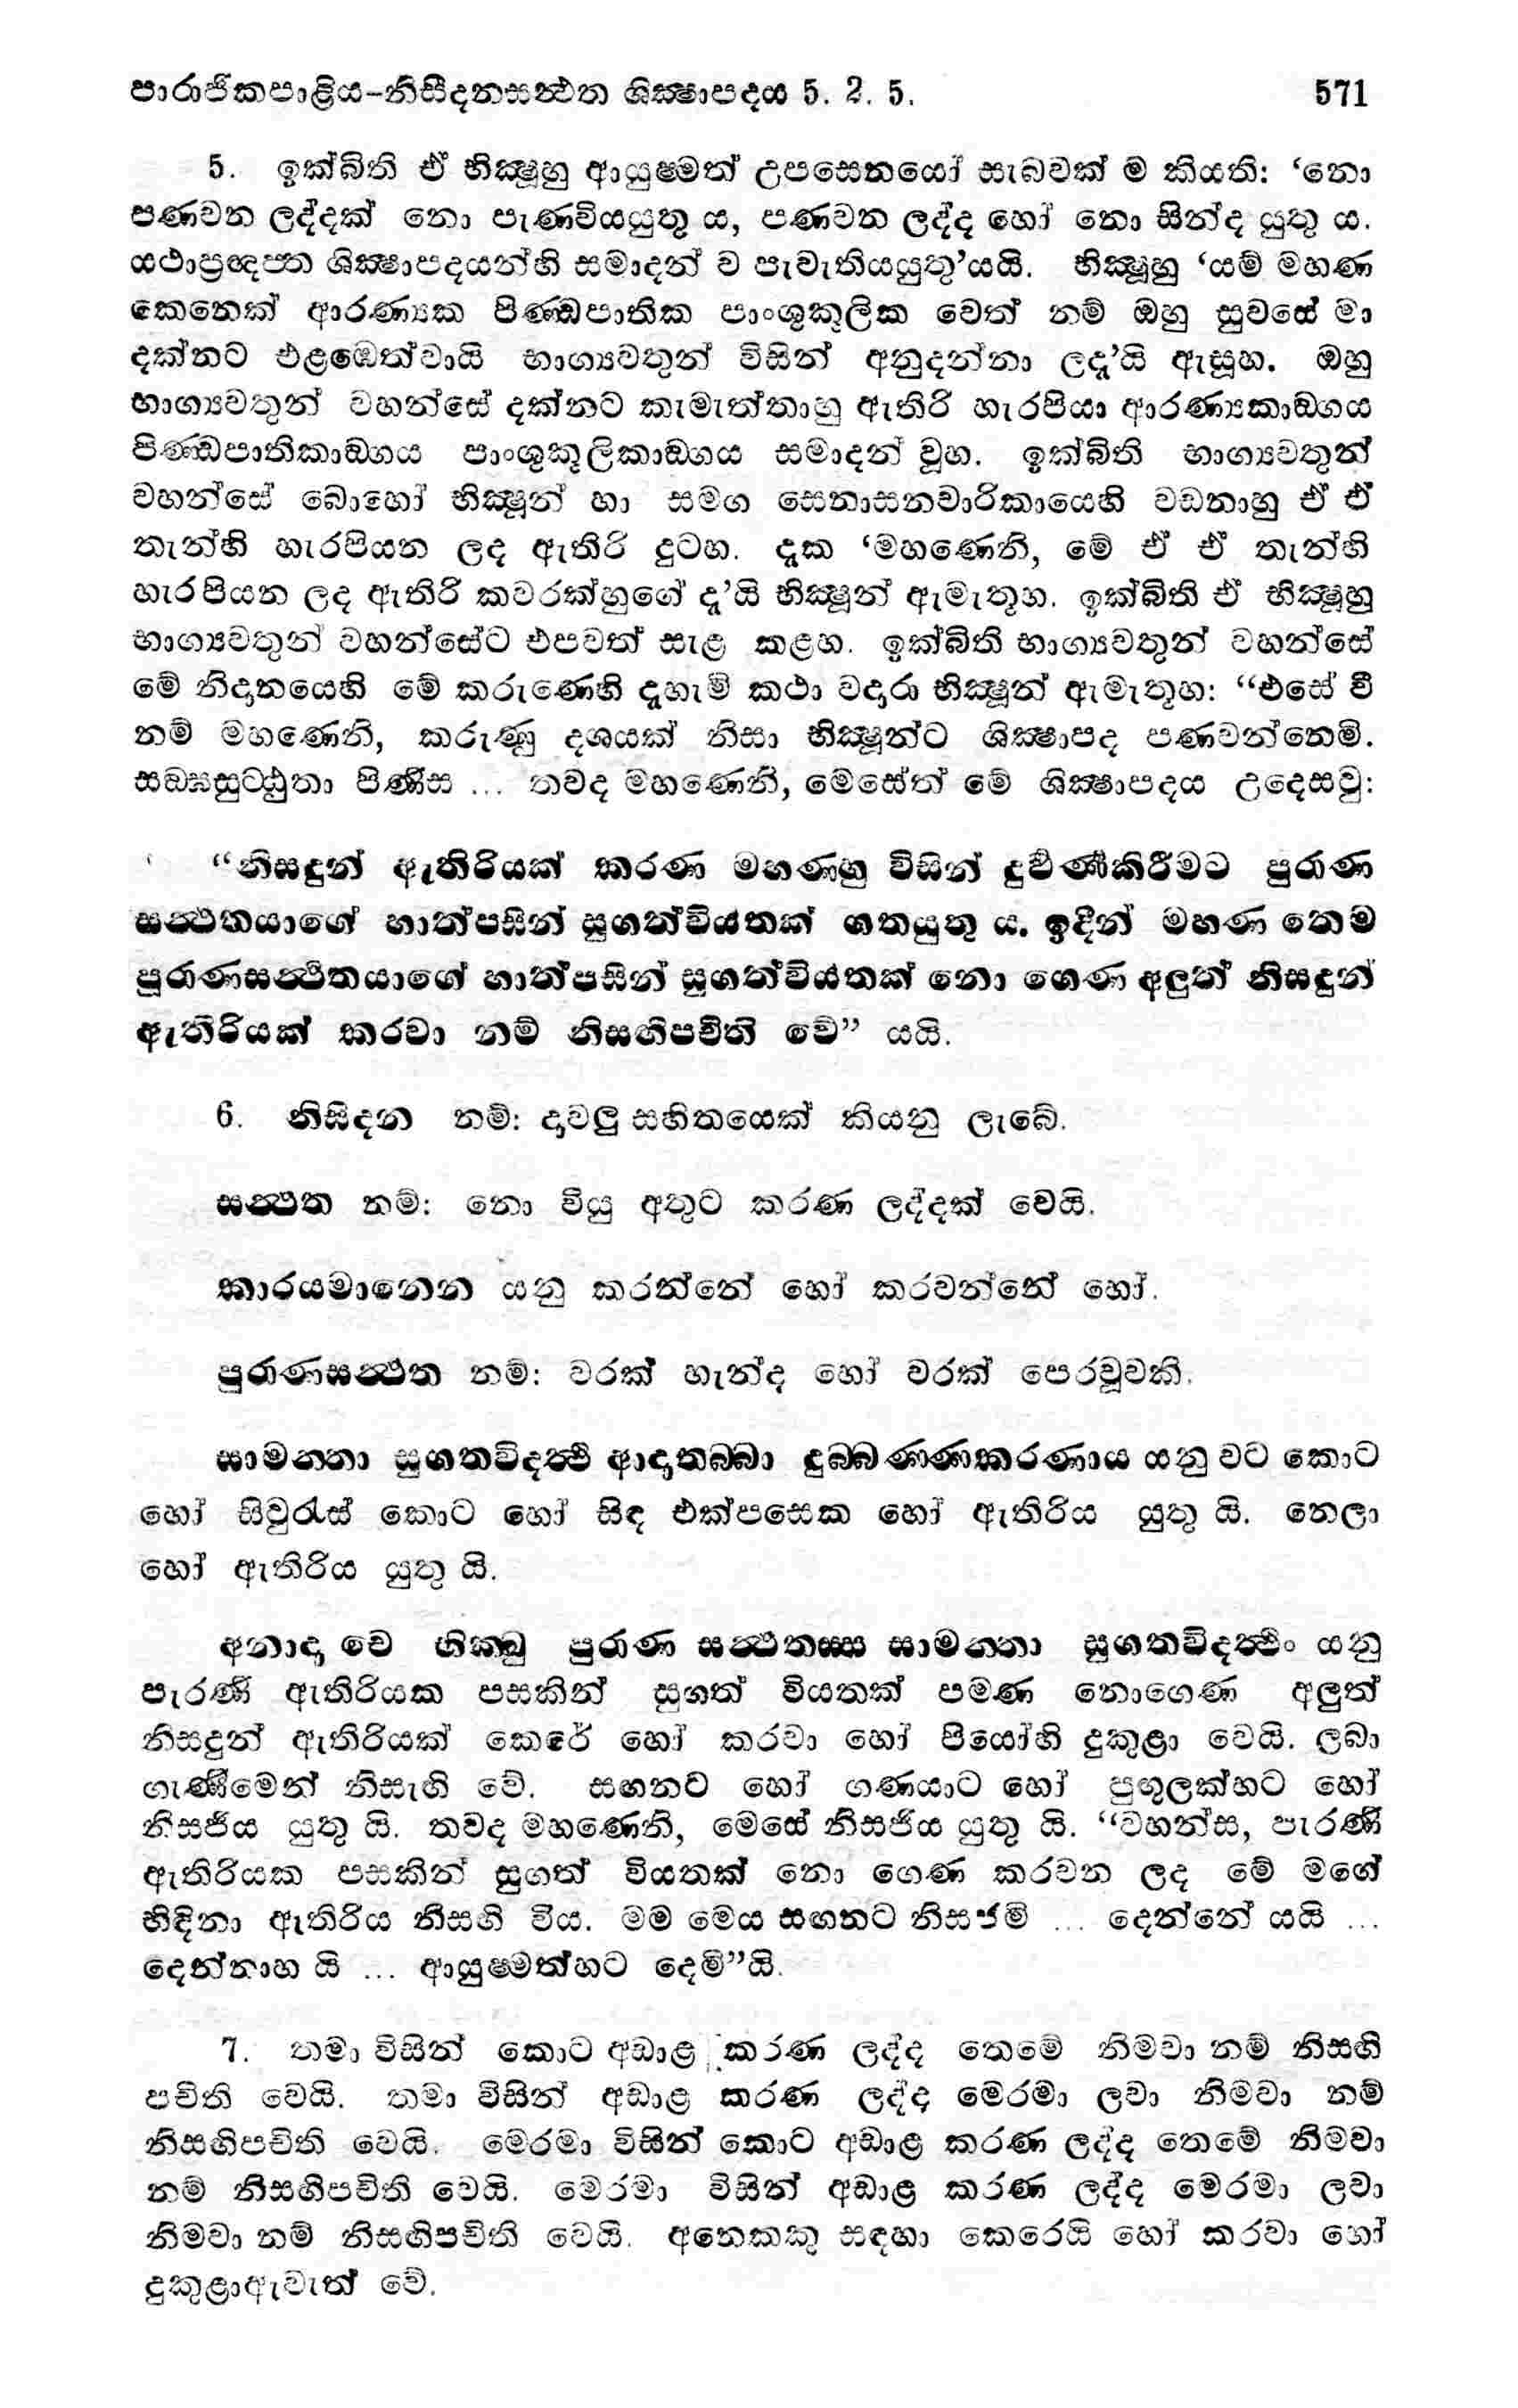 පාරාජිකපාළිය-නිසීදනසන්‍ථත ශික්‍ෂාපදය 5. 2. 5. 571
5. ඉක්බිති ඒ භික්‍ෂූහු ආයුෂ්මත් උපසෙනයෝ සැබවක් ම කියති: ‘නො
පණවන ලද්දක් නො පැණවියයුතු ය, පණවන ලද්ද හෝ නො සින්ද යුතු ය.
යථාප්‍රඥප්ත ශික්‍ෂාපදයන්හි සමාදන් ව පැවැතියයුතු’යයි. භික්‍ෂූහු ‘යම් මහණ
කෙනෙක් ආරණ්‍යක පිණ්ඩපාතික පාංශුකූලික වෙත් නම් ඔහු සුවසේ මා
දක්නට එළඹෙත්වායි භාග්‍යවතුන් විසින් අනුදන්නා ලදැ’යි ඇසූහ. ඔහු
භාග්‍යවතුන් වහන්සේ දක්නට කැමැත්තාහු ඇතිරි හැරපියා ආරණ්‍යකාඞ්ගය
පිණ්ඩපාතිකාඞ්ගය පාංශුකූලිකාඞ්ගය සමාදන් වූහ. ඉක්බිති භාග්‍යවතුන්
වහන්සේ බොහෝ භික්‍ෂූන් හා සමග සෙනාසනචාරිකායෙහි වඩනාහු ඒ ඒ
තැන්හි හැරපියන ලද ඇතිරි දුටහ. දැක ‘මහණෙනි, මේ ඒ ඒ තැන්හි
හැරපියන ලද ඇතිරි කවරක්හුගේ දැ’යි භික්‍ෂූන් ඇමැතූහ. ඉක්බිති ඒ භික්‍ෂූහු
භාග්‍යවතුන් වහන්සේට එපවත් සැළ කළහ. ඉක්බිති භාග්‍යවතුන් වහන්සේ
මේ නිදානයෙහි මේ කරුණෙහි දැහැමි කථා වදාරා භික්‍ෂූන් ඇමැතූහ: “එසේ වී
නම් මහණෙනි, කරුණු දශයක් නිසා භික්‍ෂූන්ට ශික්‍ෂාපද පණවන්නෙමි.
සඞ්ඝසුට්ඨුතා පිණිස ... තවද මහණෙනි, මෙසේත් මේ ශික්‍ෂාපදය උදෙසවු:
“නිසදුන් ඇතිරියක් කරණ මහණහු විසින් දුර්‍වණ්කිරීමට පුරාණ
සන්‍ථතයාගේ හාත්පසින් සුගත්වියතක් ගතයුතු ය. ඉදින් මහණ තෙම
පුරාණසන්‍ථතයාගේ හාත්පසින් සුගත්වියතක් නො ගෙණ අලුත් නිසදුන්
ඇතිරියක් කරවා නම් නිසඟිපචිති වේ” යයි.
6. නිසීදන නම්: දාවලු සහිතයෙක් කියනු ලැබේ.
සන්‍ථත නම්: නො වියූ අතුට කරණ ලද්දක් වෙයි.
කාරයමානෙන යනු කරන්නේ හෝ කරවන්නේ හෝ.
පුරාණසන්‍ථත නම්: වරක් හැන්ද හෝ වරක් පෙරවූවකි.
සාමන්තා සුගතවිදත්‍ථි ආදාතබ්බා දුබ්බණ්ණකරණාය යනු වට කොට
හෝ සිවුරැස් කොට හෝ සිඳ එක්පසෙක හෝ ඇතිරිය යුතු යි. නෙලා
හෝ ඇතිරිය යුතු යි.
අනාදා චෙ භික්ඛු පුරාණ සන්‍ථතස්ස සාමන්තා සුගතවිදත්‍ථිං යනු
පැරණි ඇතිරියක පසකින් සුගත් වියතක් පමණ නොගෙණ අලුත්
නිසදුන් ඇතිරියක් කෙරේ හෝ කරවා හෝ පියෝහි දුකුළා වෙයි. ලබා
ගැණීමෙන් නිසැඟි වේ. සඟනට හෝ ගණයාට හෝ පුඟුලක්හට හෝ
නිසජිය යුතු යි. තවද මහණෙනි, මෙසේ නිසජිය යුතු යි. “වහන්ස, පැරණි
ඇතිරියක පසකින් සුගත් වියතක් නො ගෙණ කරවන ලද මේ මගේ
හිඳිනා ඇතිරිය නිසඟි විය. මම මෙය සඟනට නිසජමි ... දෙන්නේ යයි ...
දෙන්නාහ යි ... ආයුෂ්මත්හට දෙමි”යි.
7. තමා විසින් කොට අඩාළ කරණ ලද්ද තෙමේ නිමවා නම් නිසඟි
පචිති වෙයි. තමා විසින් අඩාළ කරණ ලද්ද මෙරමා ලවා නිමවා නම්
නිසඟිපචිති වෙයි. මෙරමා විසින් කොට අඩාළ කරණ ලද්ද තෙමේ නිමවා
නම් නිසඟිපචිති වෙයි. මෙරමා විසින් අඩාළ කරණ ලද්ද මෙරමා ලවා
නිමවා නම් නිසඟිපචිති වෙයි. අනෙකකු සඳහා කෙරෙයි හෝ කරවා හෝ
දුකුළාඇවැත් වේ.